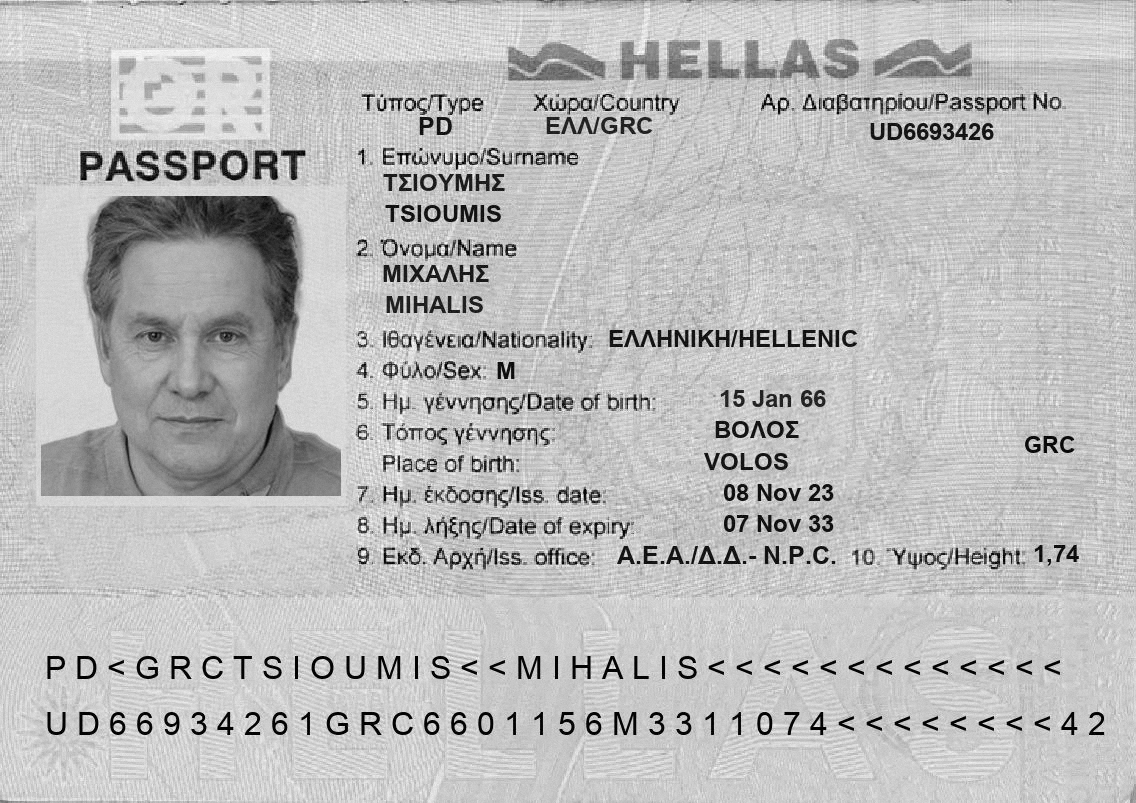 GR
HELLAS
PASSPORT
Τύπος/Type Χώρα/Country Αρ. Διαβατηρίου/Passport No.
PD ΕΛΛ/GRC UD6693426
1. Επώνυμο/Surname
ΤΣΙΟΥΜΗΣ
TSIOUMIS
2. Όνομα/Name
ΜΙΧΑΛΗΣ
MIHALIS
3. Ιθαγένεια/Nationality: ΕΛΛΗΝΙΚΗ/HELLENIC
4. Φύλο/Sex: M
5. Ημ. γέννησης/Date of birth: 15 Jan 66
6. Τόπος γέννησης: ΒΟΛΟΣ
GRC
Place of birth: VOLOS
7. Ημ. έκδοσης/Iss. date: 08 Nov 23
8. Ημ. λήξης/Date of expiry: 07 Nov 33
9 Εκδ. Αρχή/Iss. office: Α.Ε.Α./Δ.Δ.- N.P.C. 10. Ύψος/Height: 1,74
PD<GRCTSIOUMIS<<MIHALIS<<<<<<<<<<<<<
UD66934261GRC6601156M3311074<<<<<<<<42
HELLAS